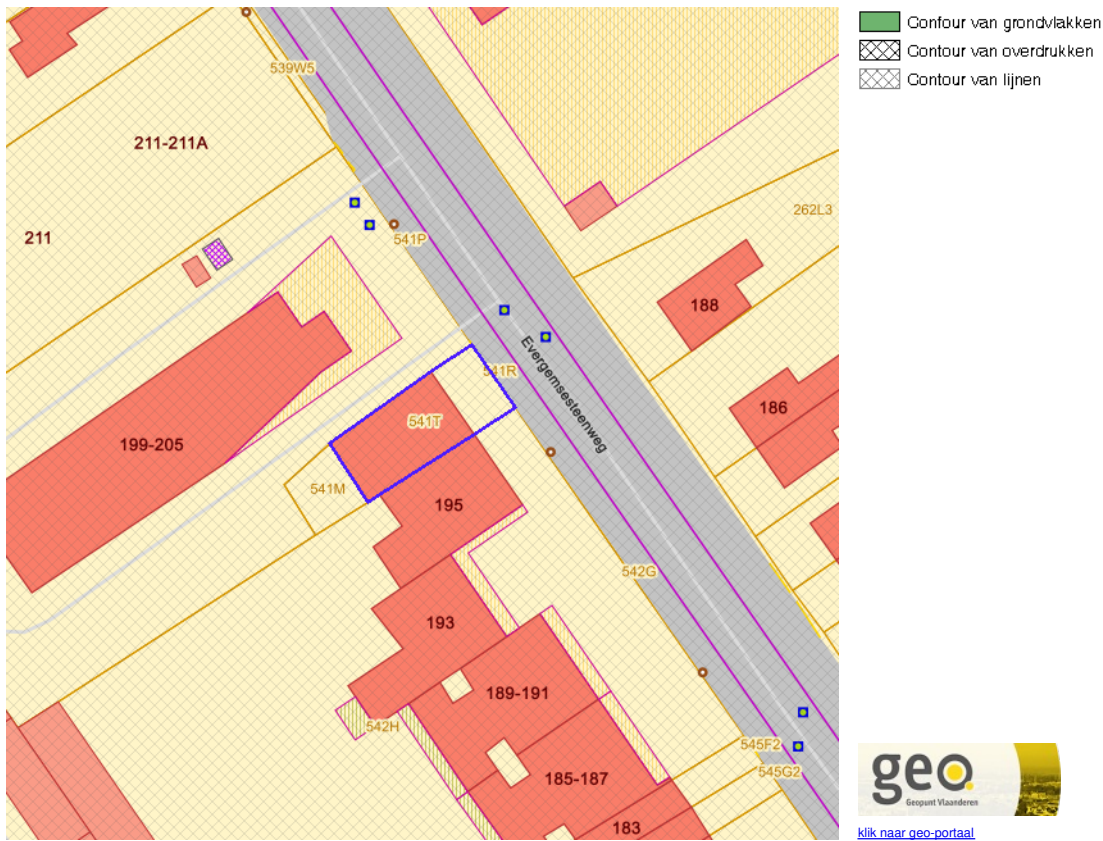 539W5
211-211A
262L3
211
541P
188
541R
Evergemsesteenweg
186
541T
199-205
541M
195
542G
193
189-191
542H
545F2
545G2
185-187
183
Contour van grondvlakken
Contour van overdrukken
Contour van lijnen
geo.
Geopunt Vlaanderen
klik naar geo-portaal